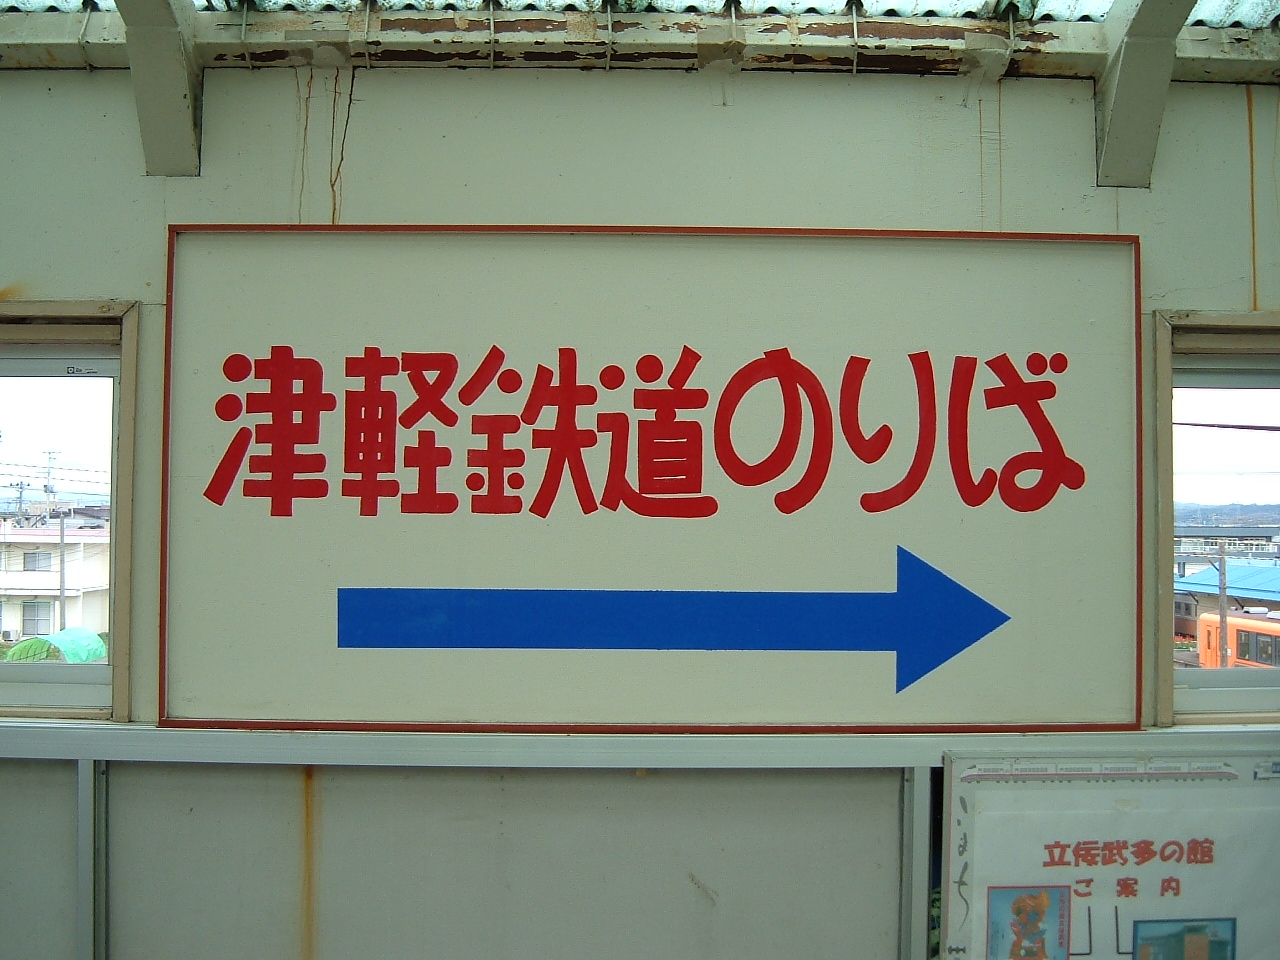 津軽鉄道のりば
立佞武多の館
ご案内